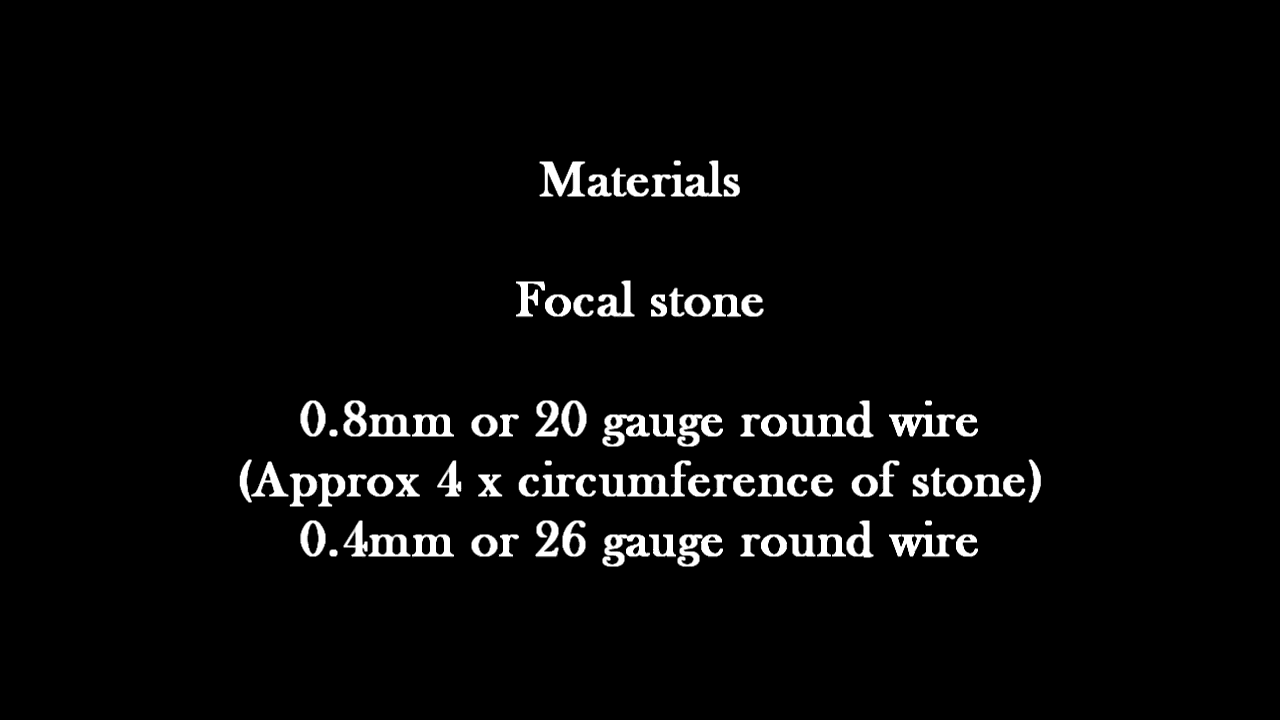 Materials
Focal stone
0.8mm or 20 gauge round wire
(Approx 4 x circumference of stone)
0.4mm or 26 gauge round wire